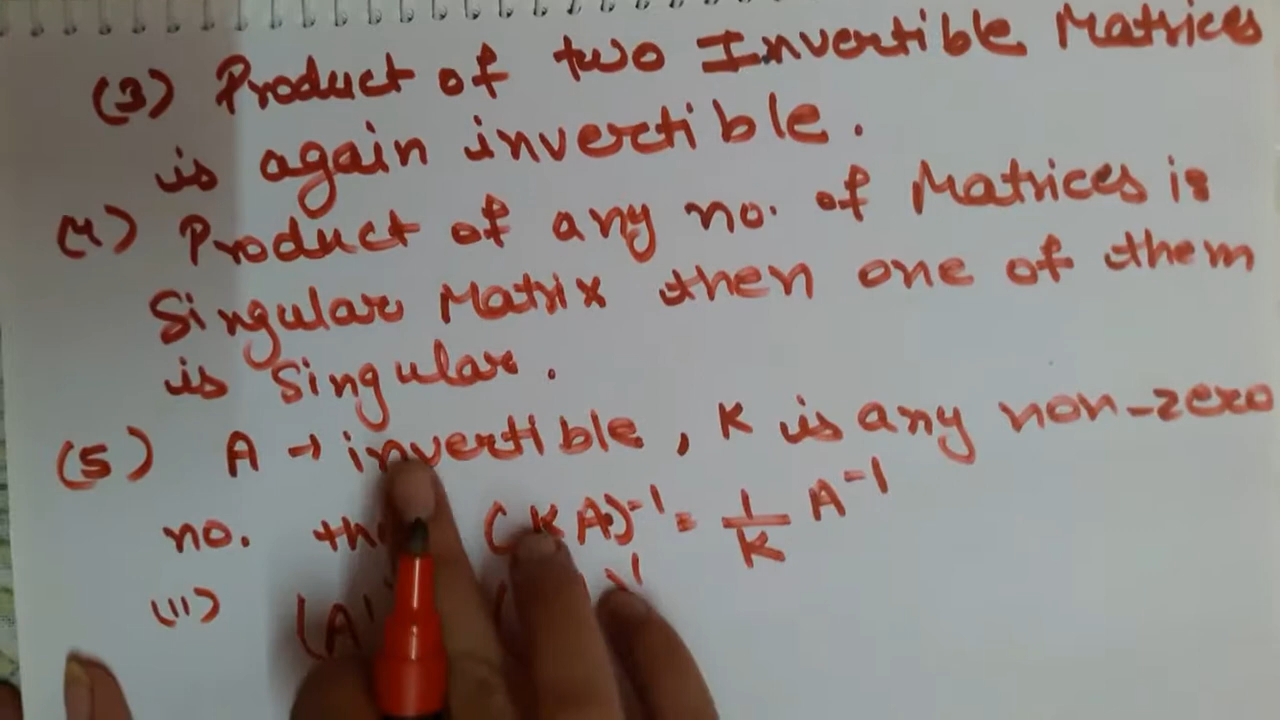 (3) Product of two Invertible Matrices
is again invertible.
(4) Product of any no. of Matrices is
Singular Matrix then one of them
is Singular.
(5) A → invertible, K is any non-zero
no. (KA)⁻¹ = 1/K A⁻¹
(11) (A'